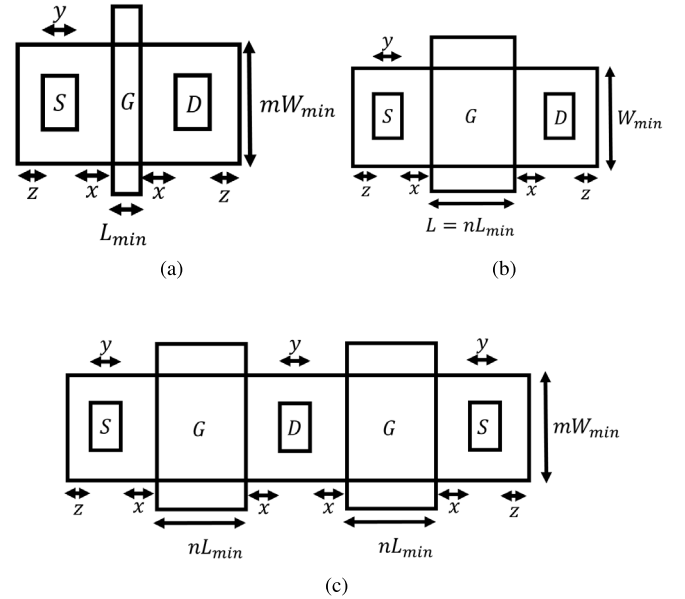 y
S G D mW_min
z x x z
L_min
(a)
y
S G D W_min
z x x z
L = nL_min
(b)
y y y
S G D G S mW_min
z x x x x z
nL_min nL_min
(c)